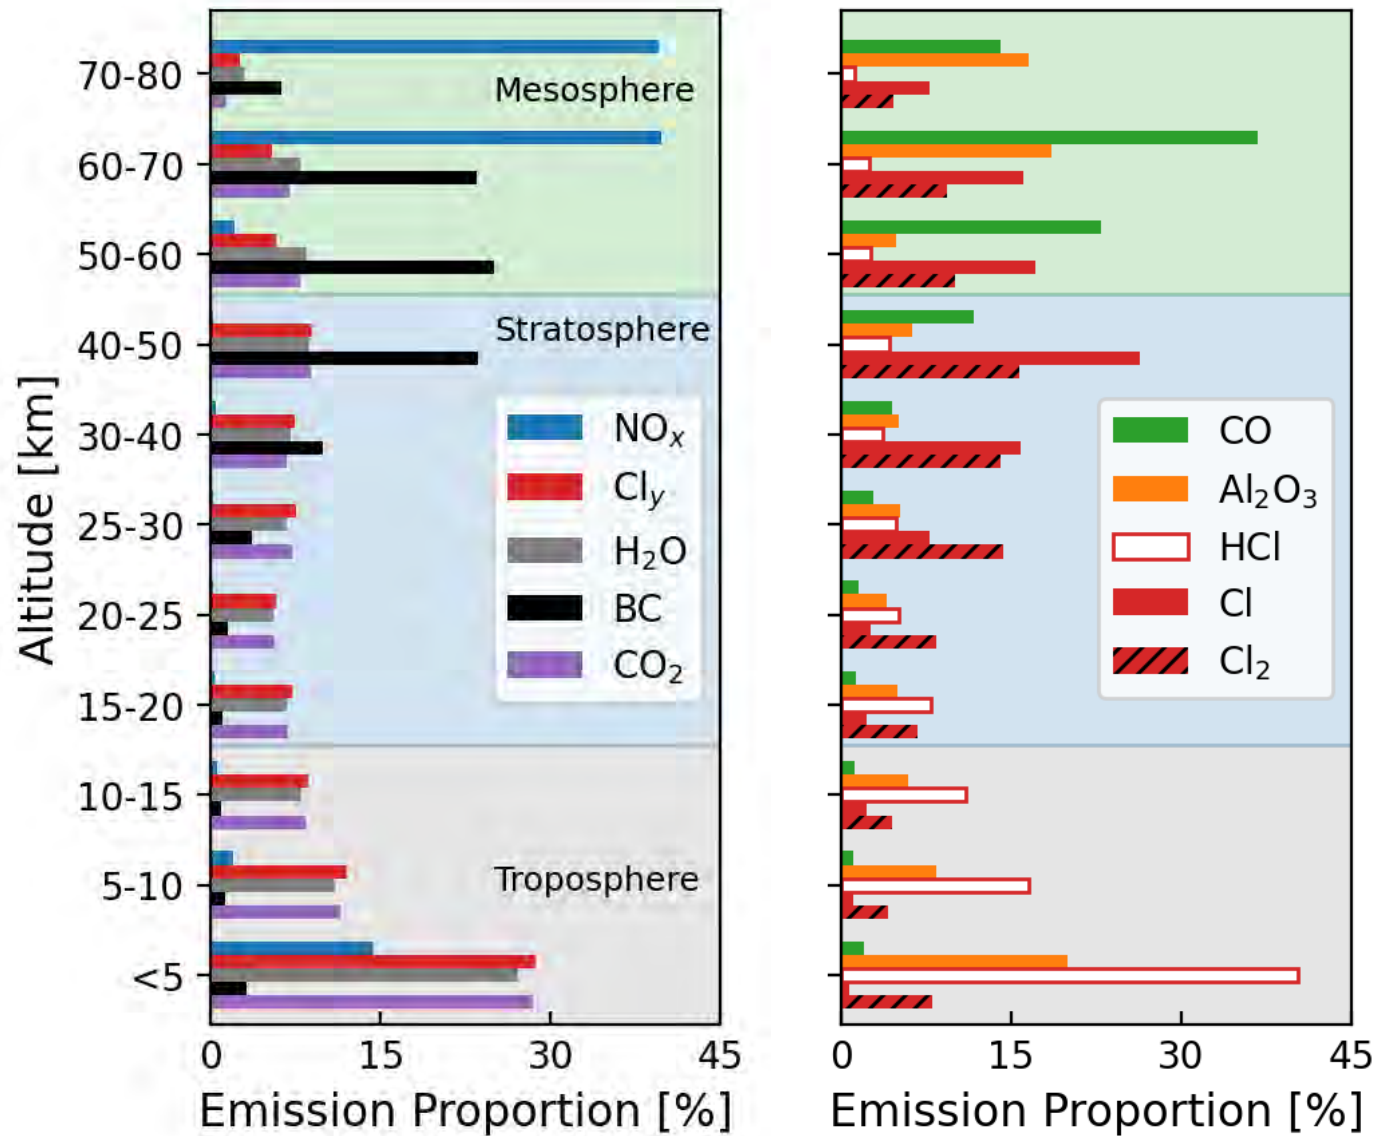 Altitude [km]
70-80
60-70
50-60
40-50
30-40
25-30
20-25
15-20
10-15
5-10
<5
Mesosphere
Stratosphere
Troposphere
NOₓ
Clᵧ
H₂O
BC
CO₂
0 15 30 45
Emission Proportion [%]
CO
Al₂O₃
HCl
Cl
Cl₂
0 15 30 45
Emission Proportion [%]